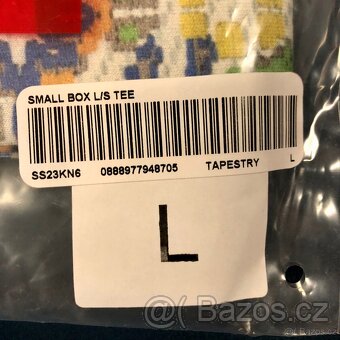 SMALL BOX L/S TEE
SS23KN6 0888977948705 TAPESTRY L
L
Bazos.cz